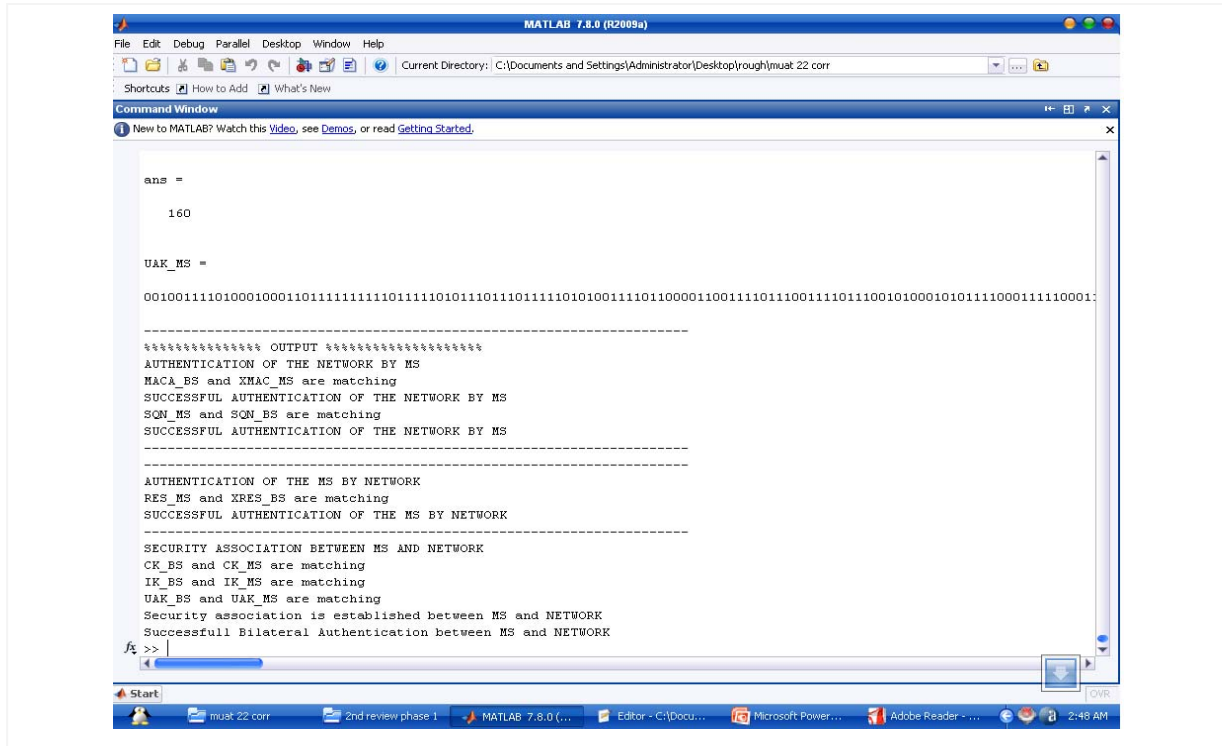 MATLAB 7.8.0 (R2009a)
File Edit Debug Parallel Desktop Window Help
Current Directory: C:\Documents and Settings\Administrator\Desktop\rough\muat 22 corr
Shortcuts How to Add What's New
Command Window
New to MATLAB? Watch this Video, see Demos, or read Getting Started.
ans =
160
UAK_MS =
----------------------------------------------------------------------
%%%%%%%%%%%%%%% OUTPUT %%%%%%%%%%%%%%%%%%%%
AUTHENTICATION OF THE NETWORK BY MS
MACA_BS and XMAC_MS are matching
SUCCESSFUL AUTHENTICATION OF THE NETWORK BY MS
SQN_MS and SQN_BS are matching
SUCCESSFUL AUTHENTICATION OF THE NETWORK BY MS
----------------------------------------------------------------------
----------------------------------------------------------------------
AUTHENTICATION OF THE MS BY NETWORK
RES_MS and XRES_BS are matching
SUCCESSFUL AUTHENTICATION OF THE MS BY NETWORK
----------------------------------------------------------------------
SECURITY ASSOCIATION BETWEEN MS AND NETWORK
CK_BS and CK_MS are matching
IK_BS and IK_MS are matching
UAK_BS and UAK_MS are matching
Security association is established between MS and NETWORK
Successfull Bilateral Authentication between MS and NETWORK
fx >>
Start OVR
muat 22 corr 2nd review phase 1 MATLAB 7.8.0 (... Editor - C:\Docu... Microsoft Power... Adobe Reader - ... 2:48 AM